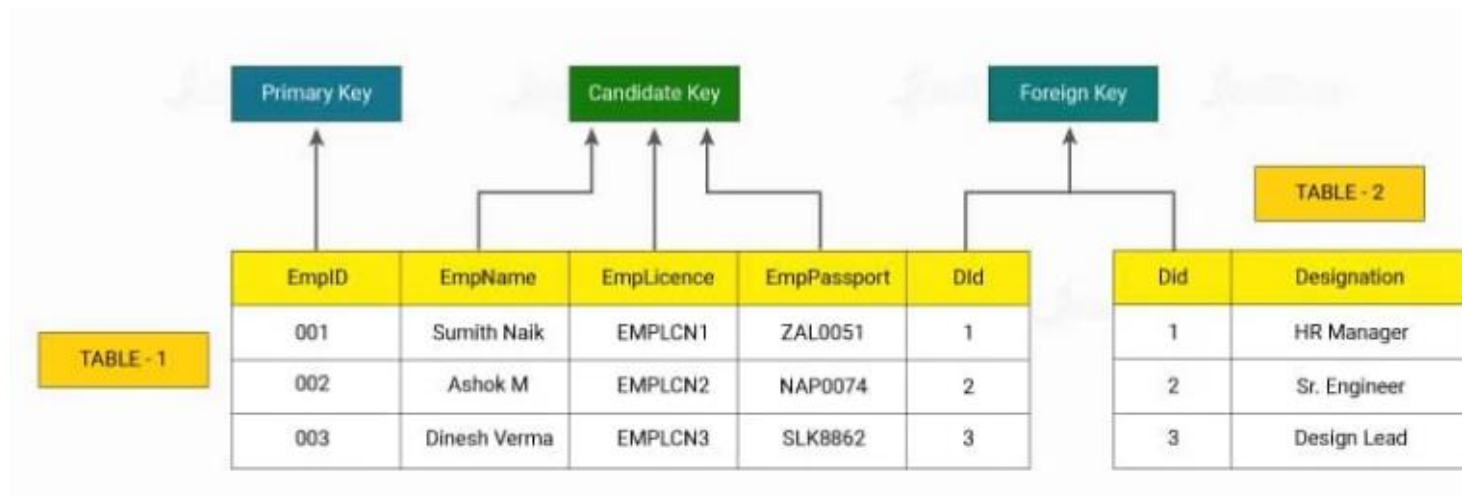 Primary Key
Candidate Key
Foreign Key
TABLE - 2
EmpID EmpName EmpLicence EmpPassport DId
Did Designation
TABLE - 1
001 Sumith Naik EMPLCN1 ZAL0051 1
1 HR Manager
002 Ashok M EMPLCN2 NAP0074 2
2 Sr. Engineer
003 Dinesh Verma EMPLCN3 SLK8862 3
3 Design Lead